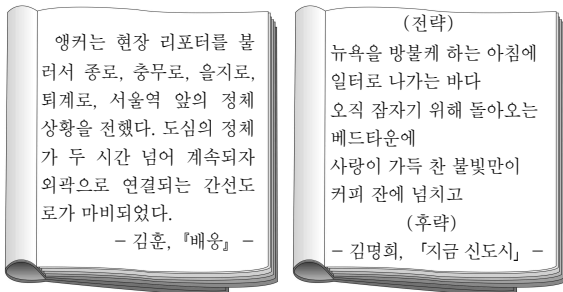 앵커는 현장 리포터를 불
러서 종로, 충무로, 을지로,
퇴계로, 서울역 앞의 정체
상황을 전했다. 도심의 정체
가 두 시간 넘어 계속되자
외곽으로 연결되는 간선도
로가 마비되었다.
- 김훈, 『배웅』 -
(전략)
뉴욕을 방불케 하는 아침에
일터로 나가는 바다
오직 잠자기 위해 돌아오는
베드타운에
사랑이 가득 찬 불빛만이
커피 잔에 넘치고
(후략)
- 김명희, 「지금 신도시」 -